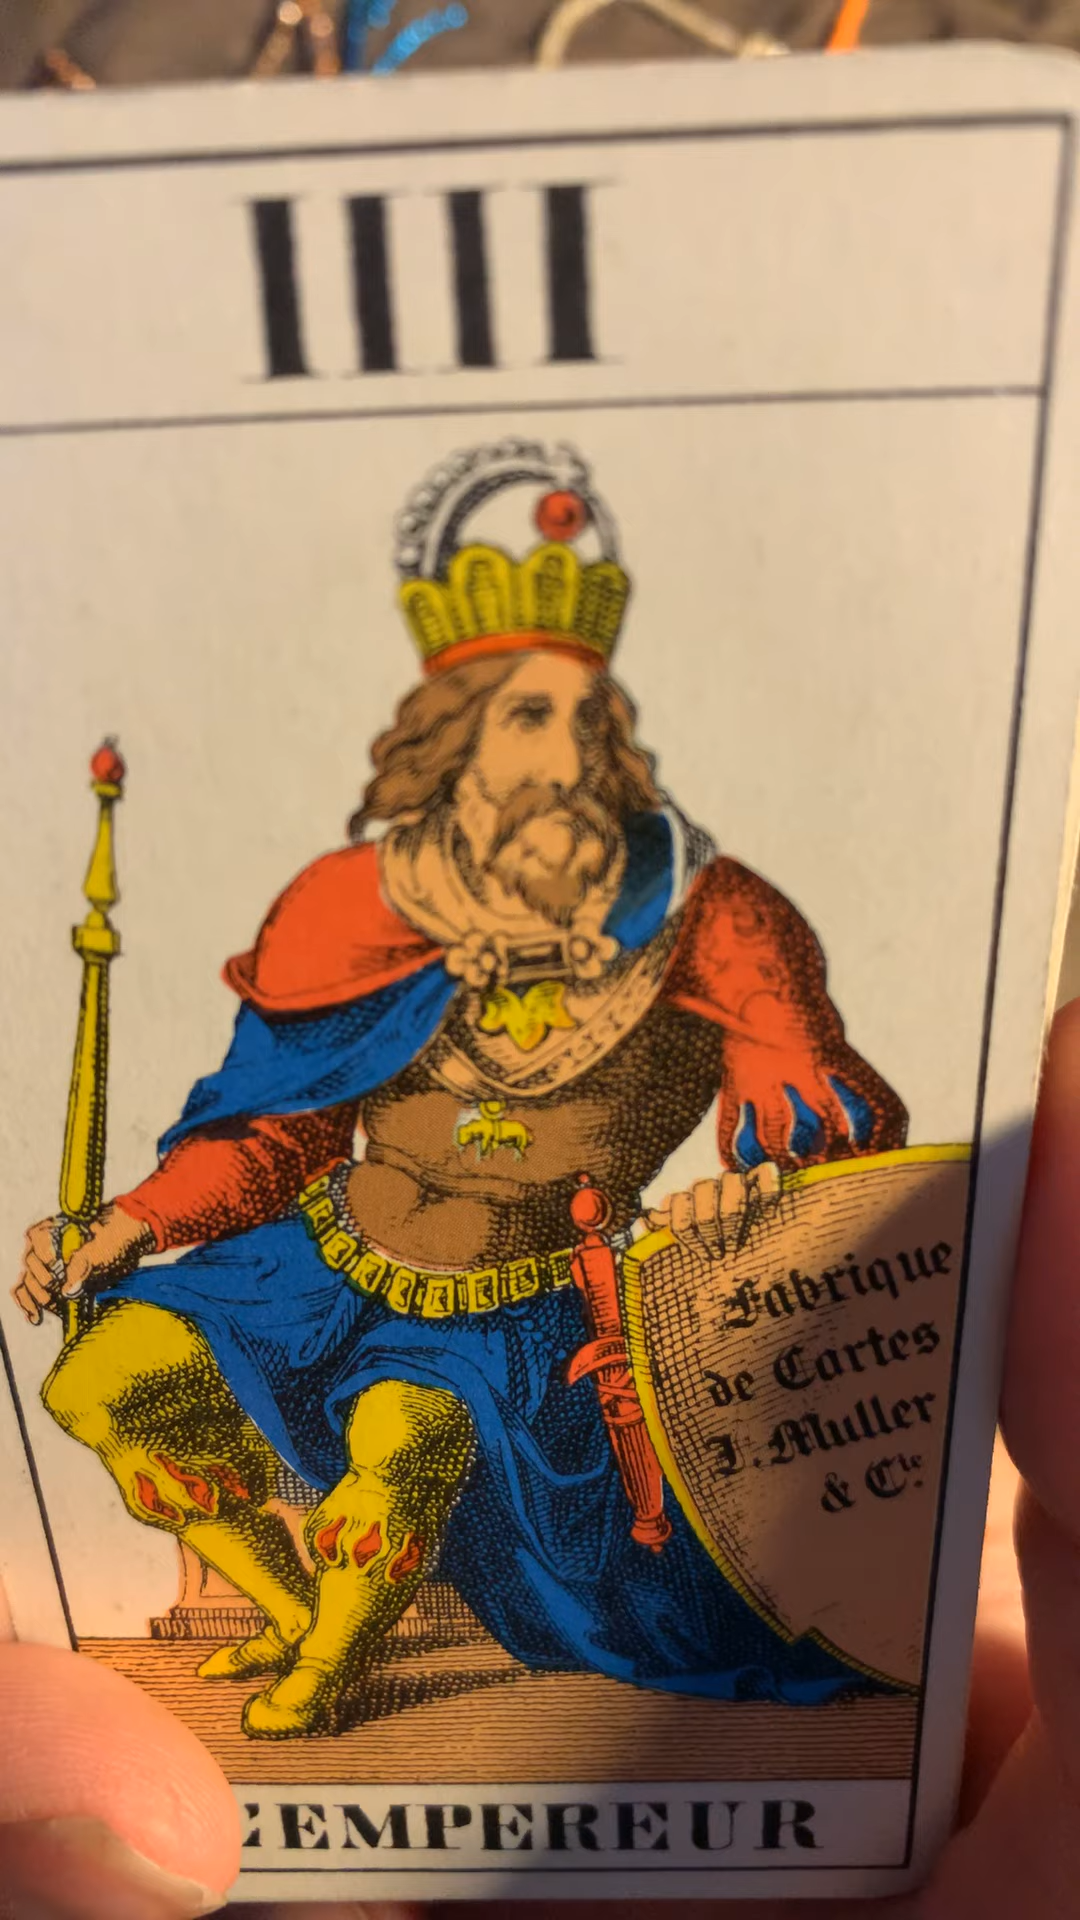 IIII
Fabrique
de Cartes
J. Muller
& Cie.
L'EMPEREUR